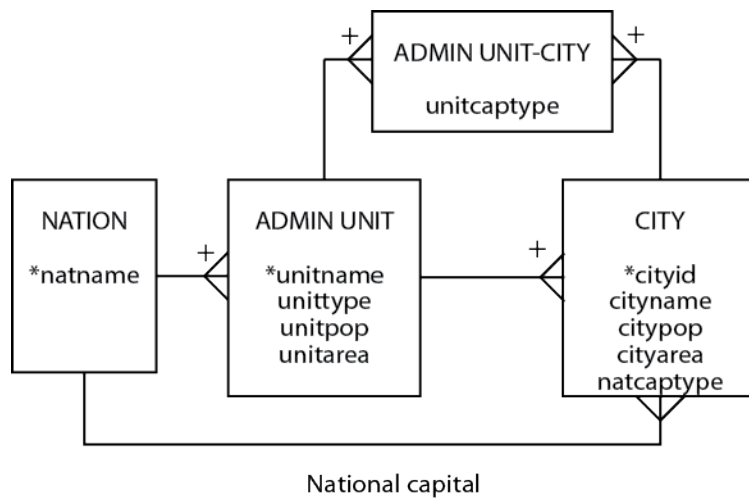 +
ADMIN UNIT-CITY
+
unitcaptype
NATION
*natname
+
ADMIN UNIT
*unitname
unittype
unitpop
unitarea
+
CITY
*cityid
cityname
citypop
cityarea
natcaptype
National capital